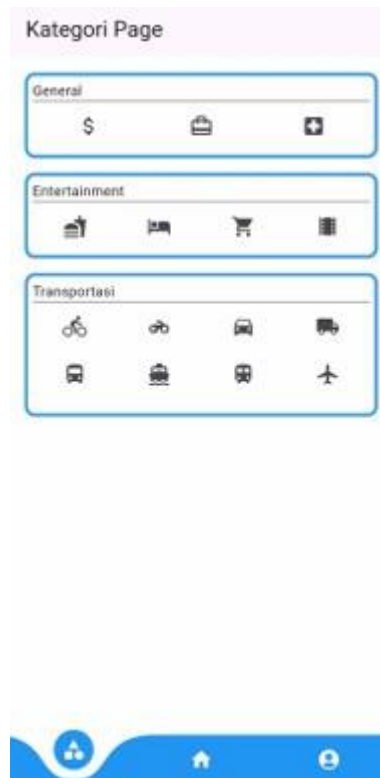 Kategori Page
General
$
Entertainment
Transportasi